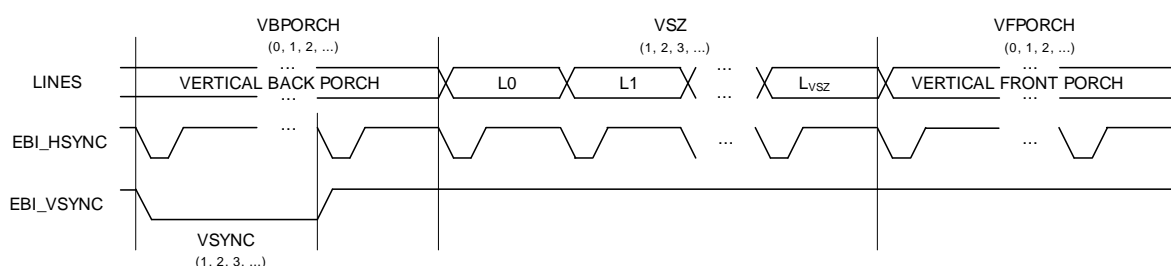 VBPORCH VSZ VFPORCH
(0, 1, 2, ...) (1, 2, 3, ...) (0, 1, 2, ...)
LINES VERTICAL BACK PORCH ... ... L0 L1 ... ... LVSZ VERTICAL FRONT PORCH ... ...
EBI_HSYNC ... ... ...
EBI_VSYNC
VSYNC
(1, 2, 3, ...)